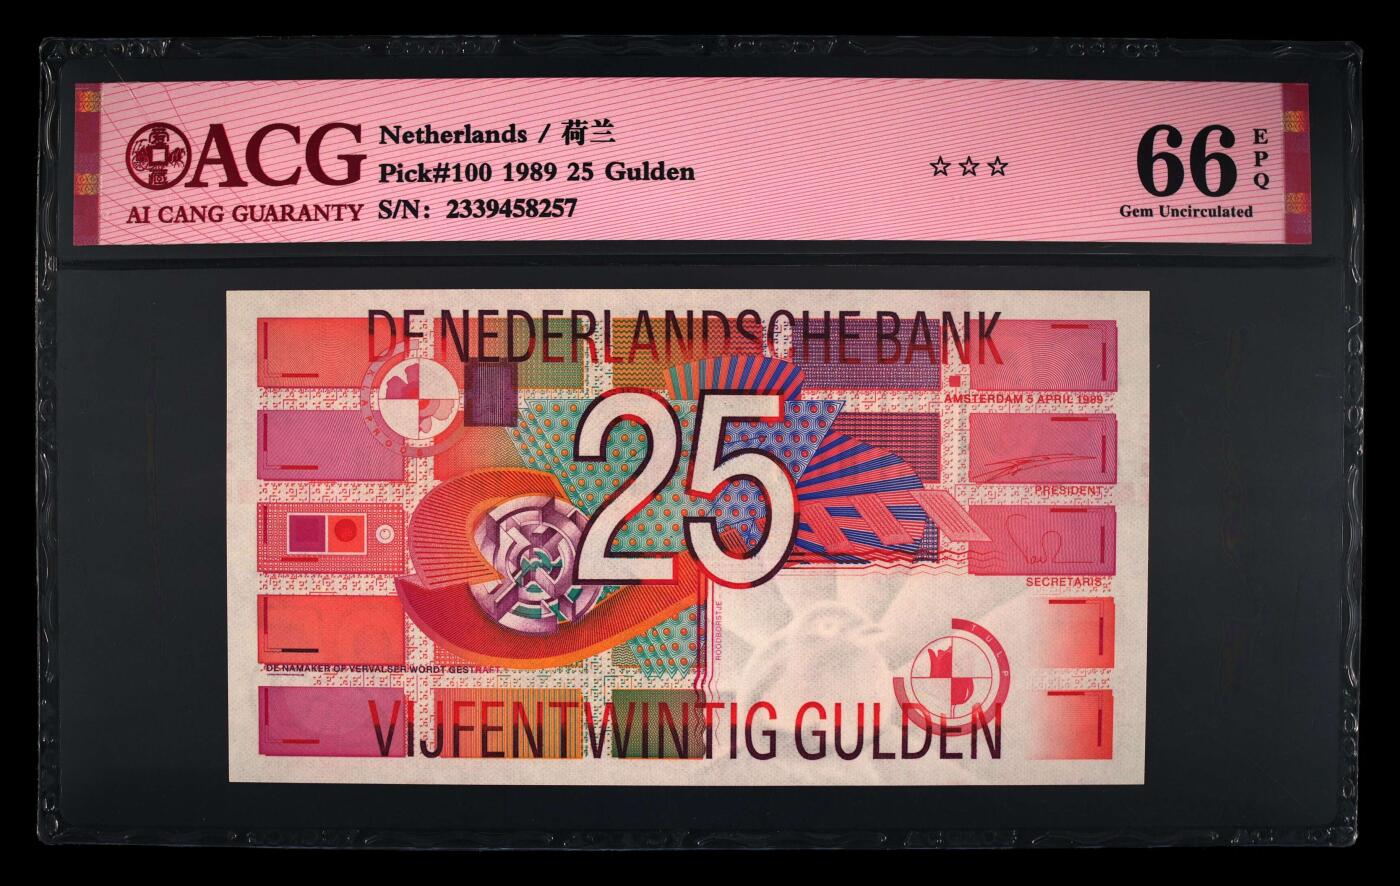 ACG
AI CANG GUARANTY
Netherlands / 荷兰
Pick#100 1989 25 Gulden
S/N: 2339458257
☆☆☆
66
EPQ
Gem Uncirculated
DE NEDERLANDSCHE BANK
AMSTERDAM 5 APRIL 1989
25
PRESIDENT
SECRETARIS
ROODBORSTJE
TULP
DE NAMAKER OF VERVALSER WORDT GESTRAFT
VIJFENTWINTIG GULDEN